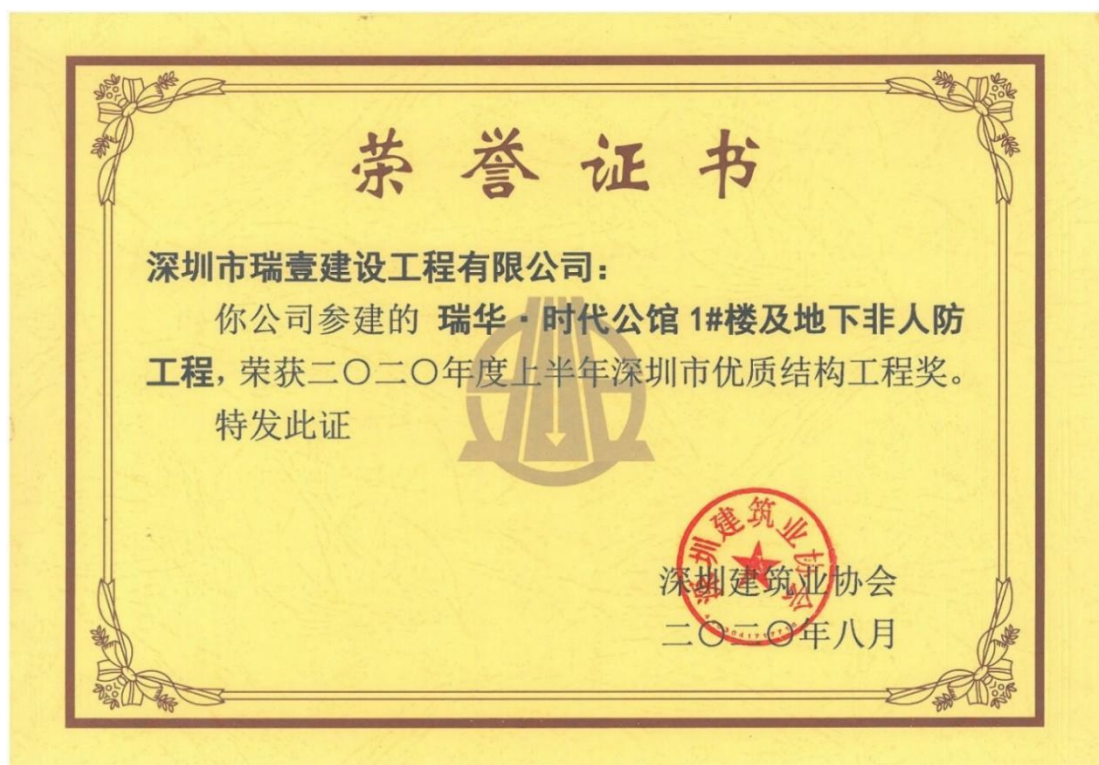 荣誉证书
深圳市瑞壹建设工程有限公司：
你公司参建的 瑞华·时代公馆1#楼及地下非人防
工程，荣获二〇二〇年度上半年深圳市优质结构工程奖。
特发此证
深圳建筑业协会
深圳建筑业协会
二〇二〇年八月